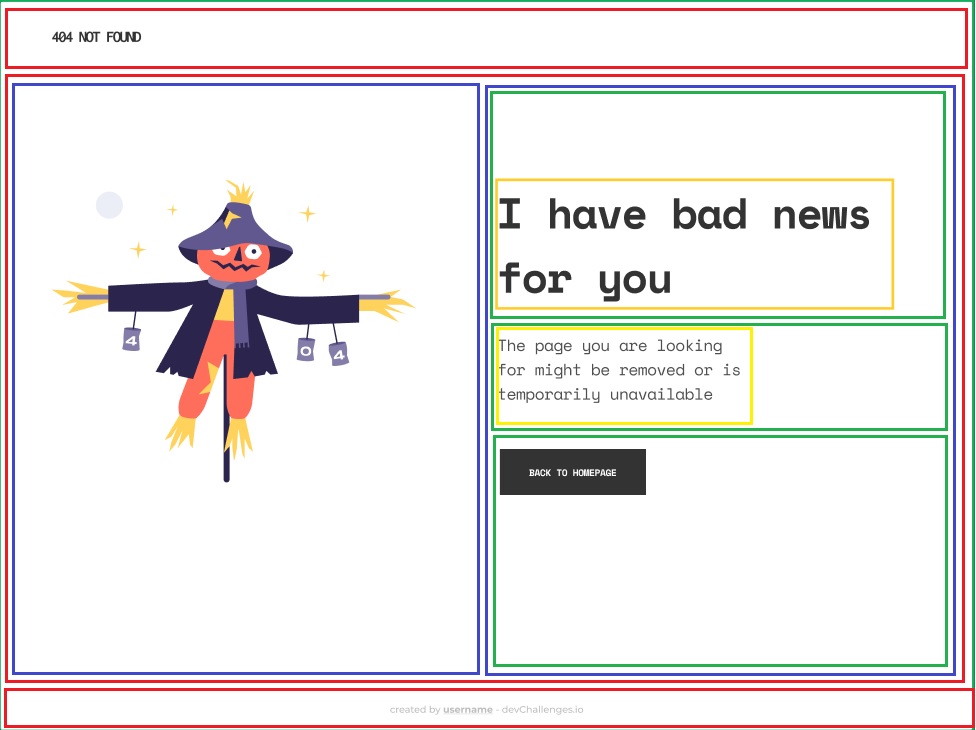 404 NOT FOUND
I have bad news
for you
4
0
4
The page you are looking
for might be removed or is
temporarily unavailable
BACK TO HOMEPAGE
created by username - devChallenges.io